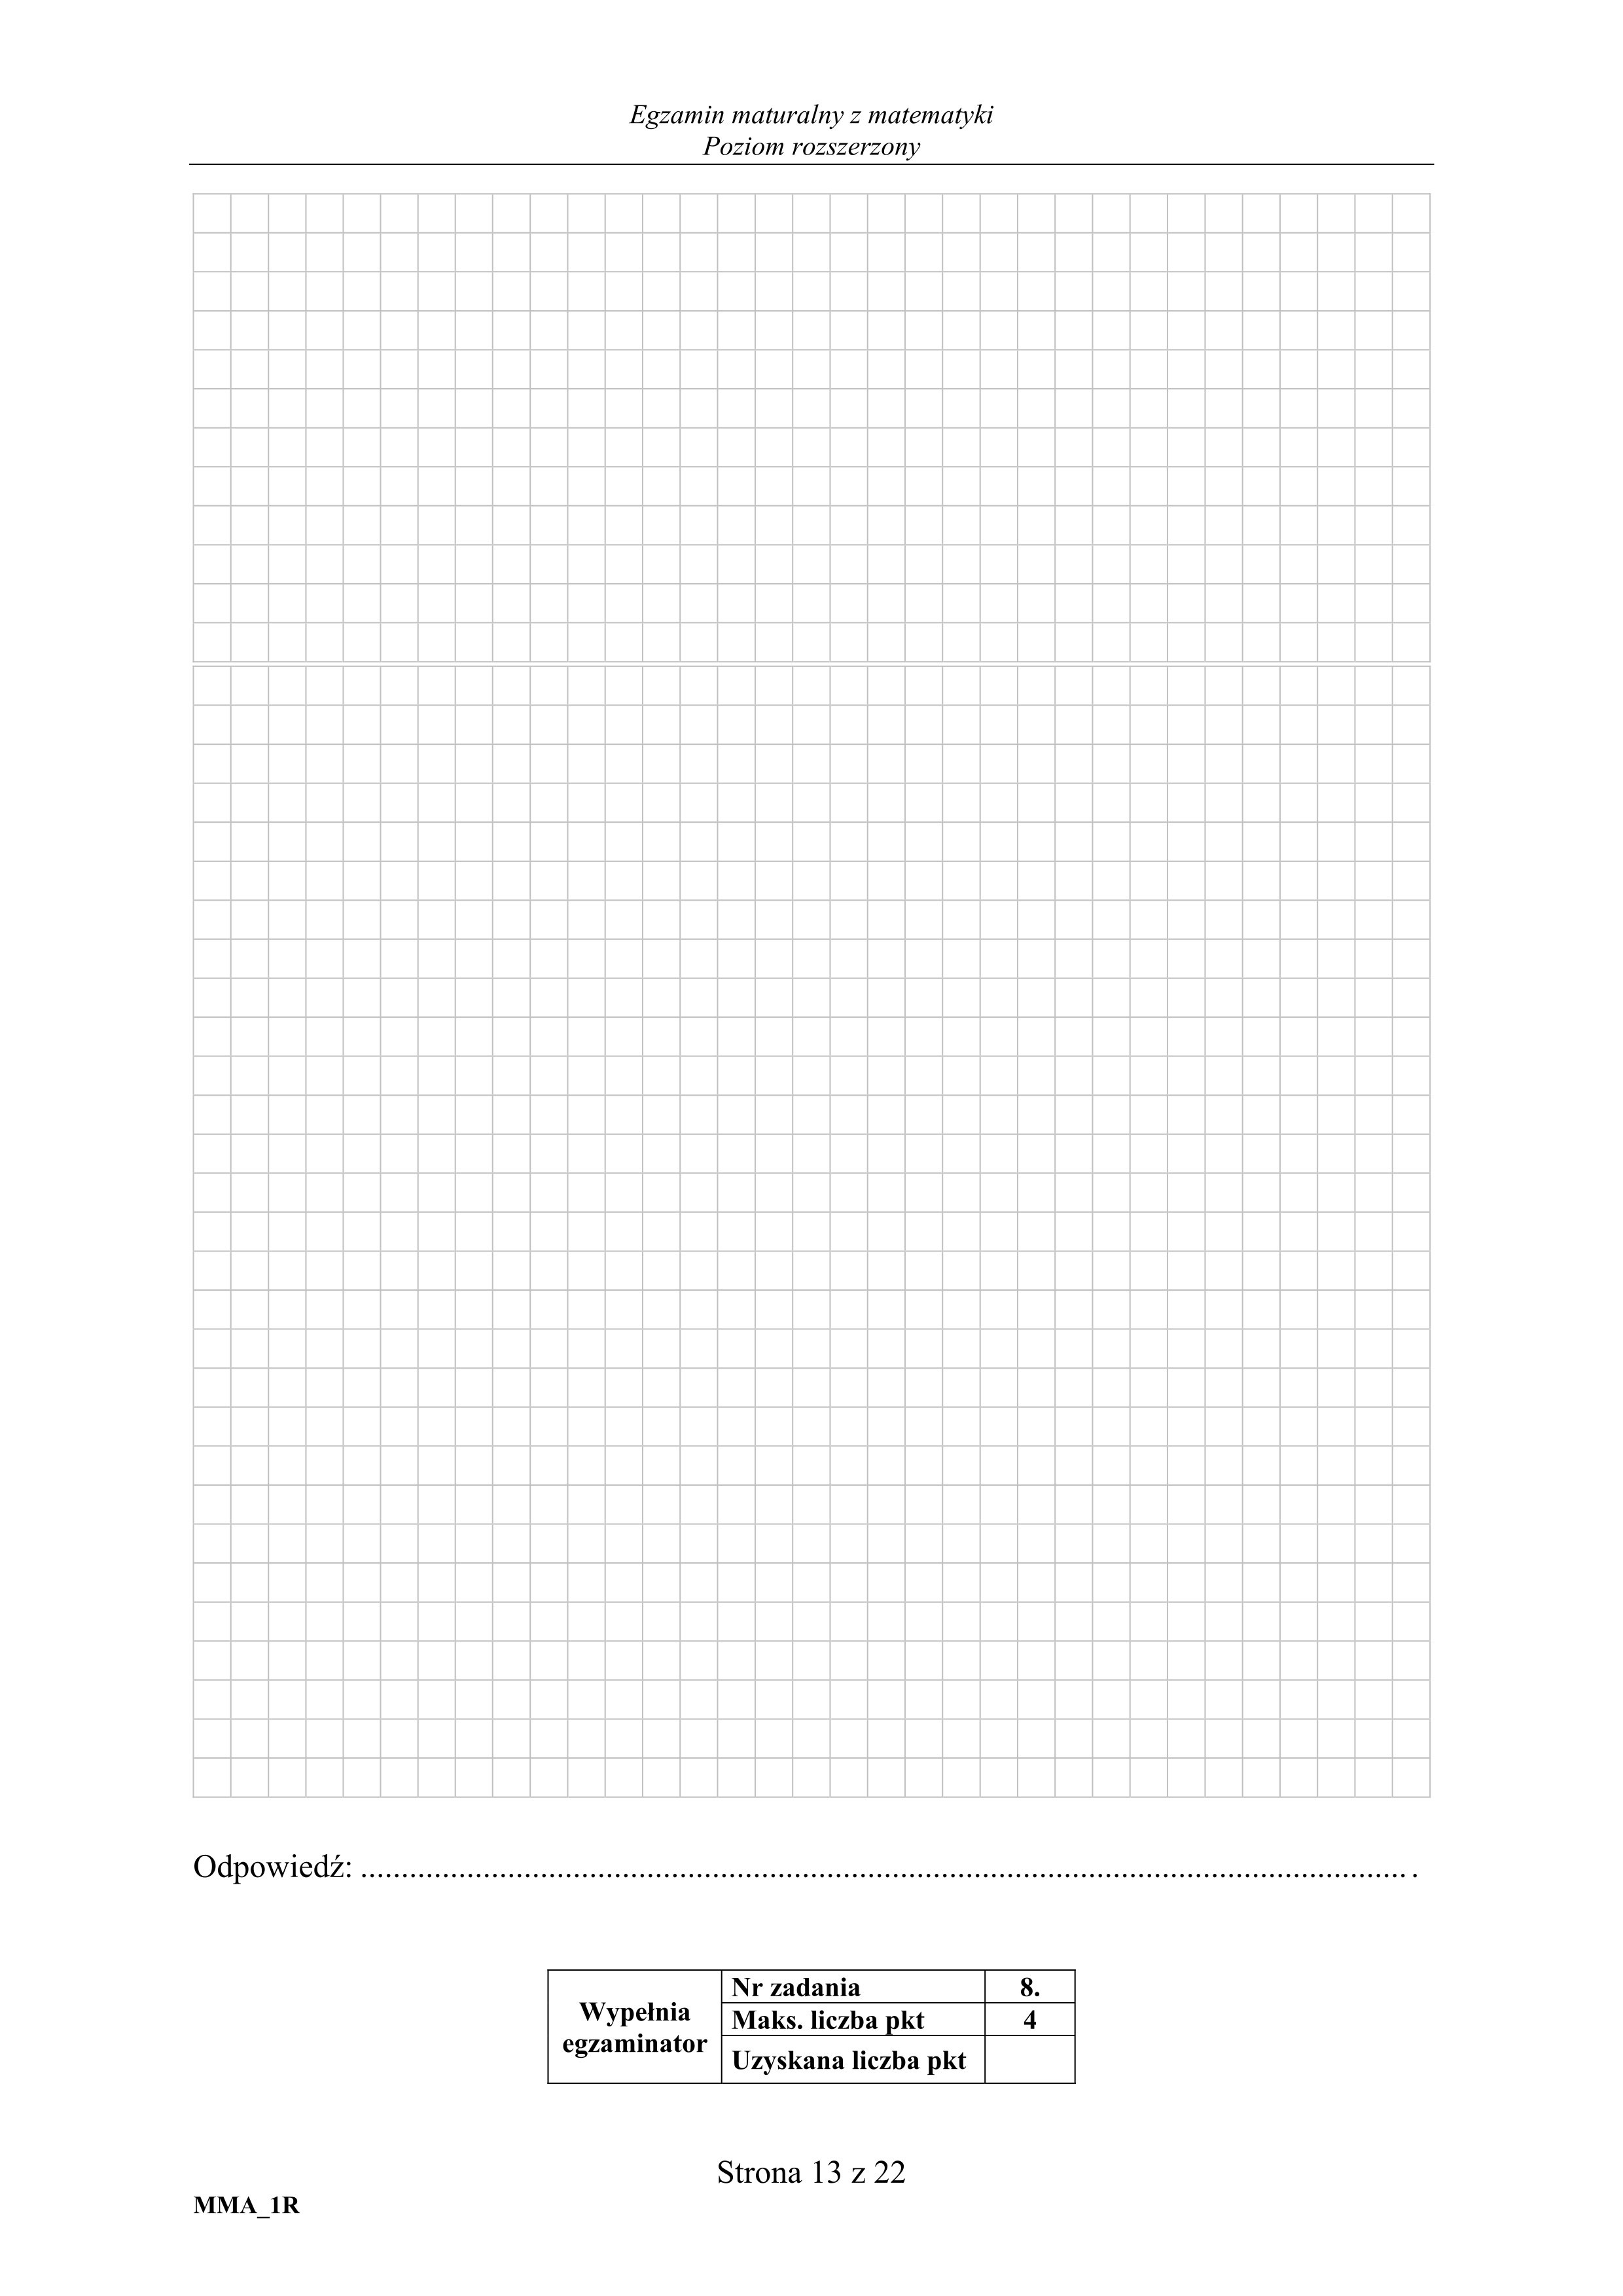 Egzamin maturalny z matematyki
Poziom rozszerzony
Odpowiedź: ................................................................................................................................ .
Wypełnia
egzaminator
Nr zadania 8.
Maks. liczba pkt 4
Uzyskana liczba pkt
Strona 13 z 22
MMA_1R